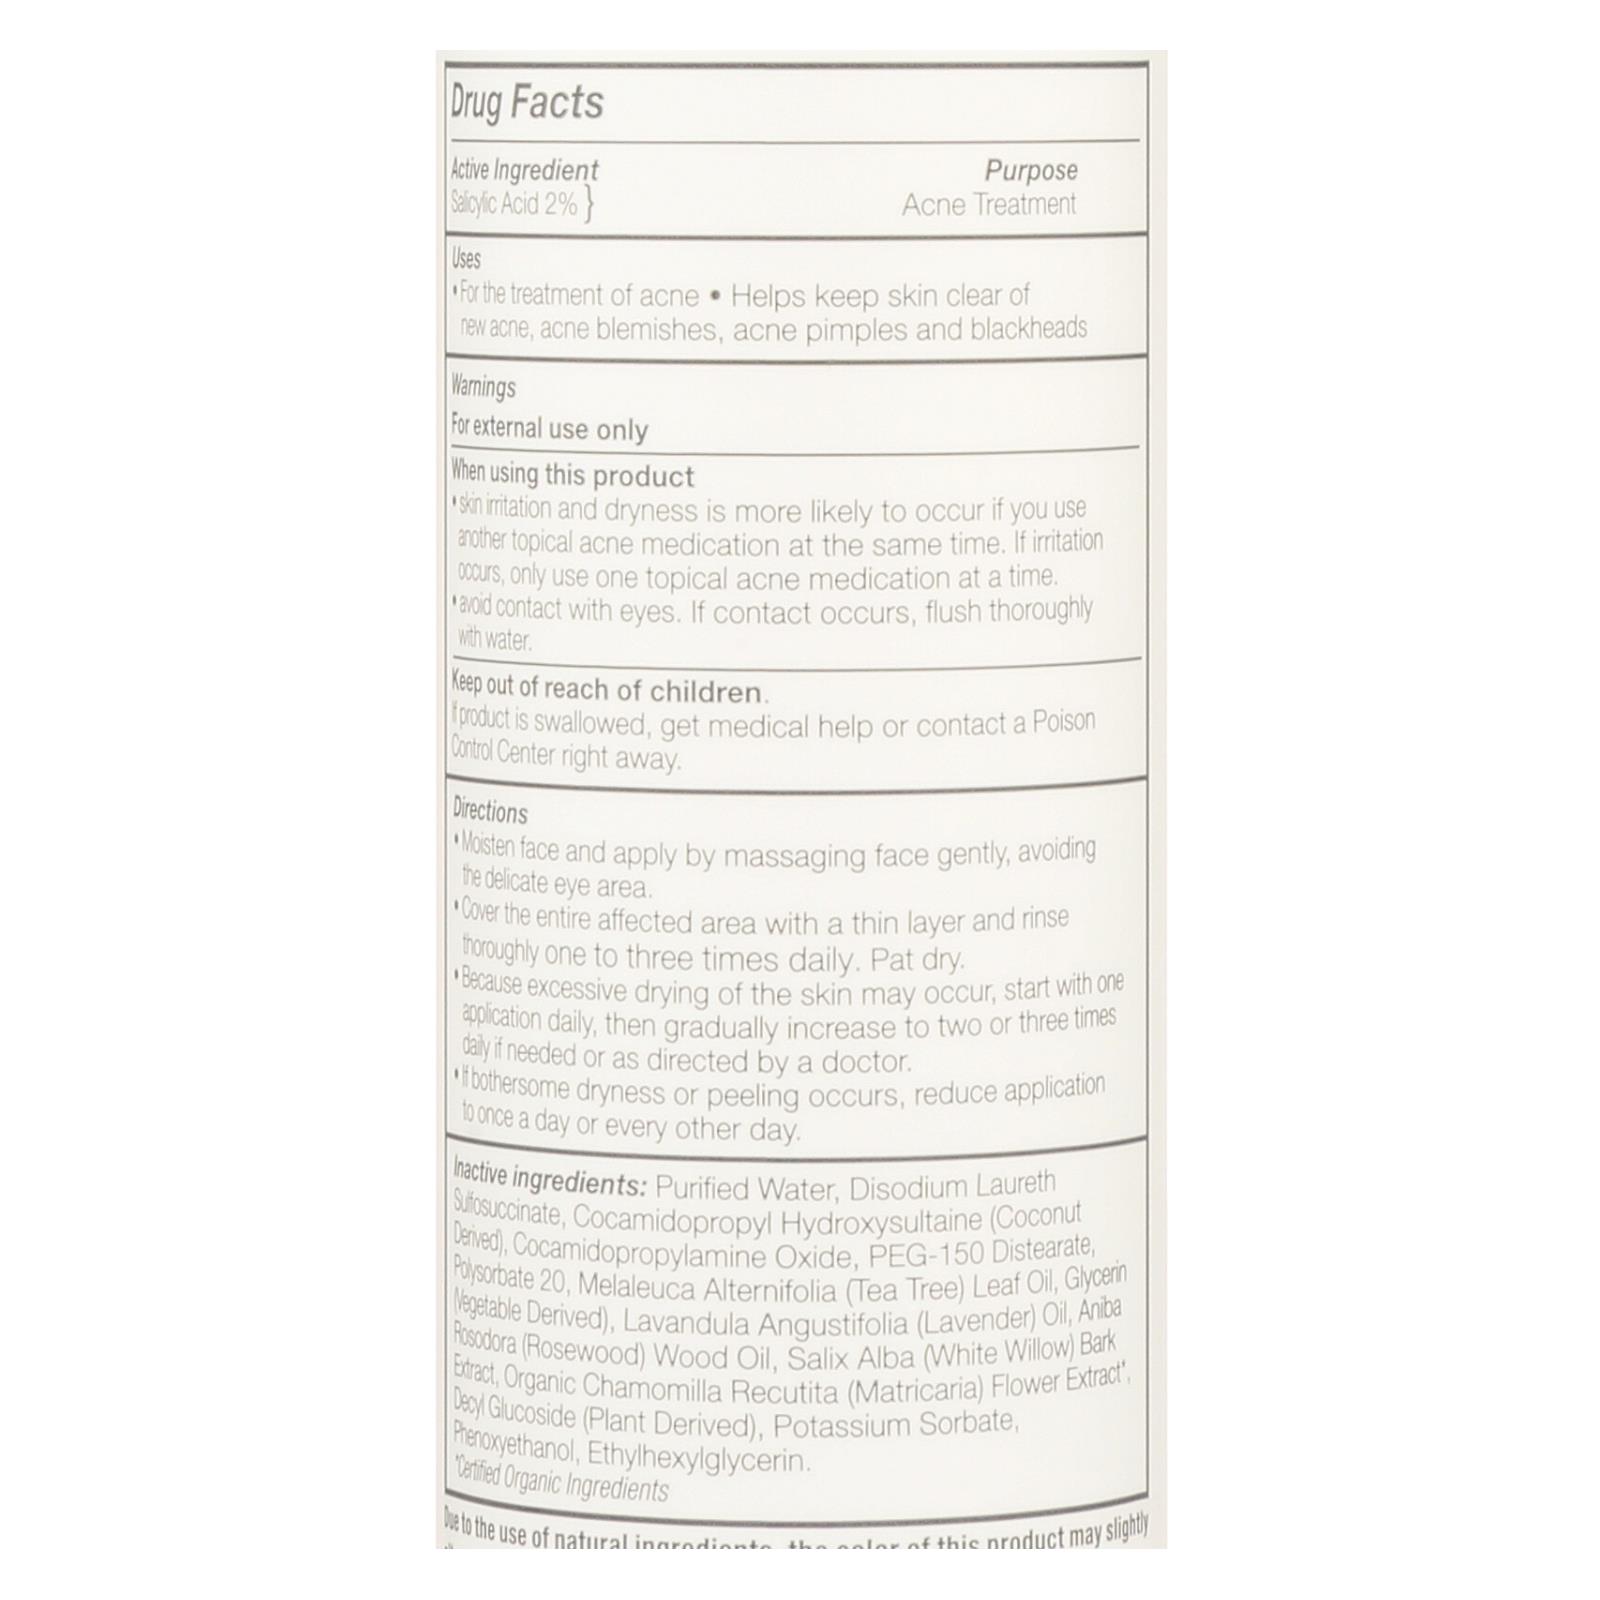 Drug Facts
Active Ingredient Purpose
Salicylic Acid 2% } Acne Treatment
Uses
• For the treatment of acne • Helps keep skin clear of
new acne, acne blemishes, acne pimples and blackheads
Warnings
For external use only
When using this product
• skin irritation and dryness is more likely to occur if you use
another topical acne medication at the same time. If irritation
occurs, only use one topical acne medication at a time.
• avoid contact with eyes. If contact occurs, flush thoroughly
with water.
Keep out of reach of children.
If product is swallowed, get medical help or contact a Poison
Control Center right away.
Directions
• Moisten face and apply by massaging face gently, avoiding
the delicate eye area.
• Cover the entire affected area with a thin layer and rinse
thoroughly one to three times daily. Pat dry.
• Because excessive drying of the skin may occur, start with one
application daily, then gradually increase to two or three times
daily if needed or as directed by a doctor.
• If bothersome dryness or peeling occurs, reduce application
to once a day or every other day.
Inactive ingredients: Purified Water, Disodium Laureth
Sulfosuccinate, Cocamidopropyl Hydroxysultaine (Coconut
Derived), Cocamidopropylamine Oxide, PEG-150 Distearate,
Polysorbate 20, Melaleuca Alternifolia (Tea Tree) Leaf Oil, Glycerin
(Vegetable Derived), Lavandula Angustifolia (Lavender) Oil, Aniba
Rosodora (Rosewood) Wood Oil, Salix Alba (White Willow) Bark
Extract, Organic Chamomilla Recutita (Matricaria) Flower Extract*,
Decyl Glucoside (Plant Derived), Potassium Sorbate,
Phenoxyethanol, Ethylhexylglycerin.
*Certified Organic Ingredients
Due to the use of natural ingredients, the color of this product may slightly